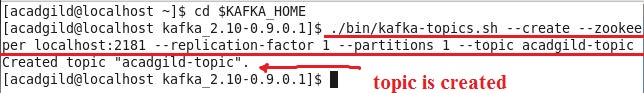 [acadgild@localhost ~]$ cd $KAFKA_HOME
[acadgild@localhost kafka_2.10-0.9.0.1]$ ./bin/kafka-topics.sh --create --zookee
per localhost:2181 --replication-factor 1 --partitions 1 --topic acadgild-topic
Created topic "acadgild-topic".
[acadgild@localhost kafka_2.10-0.9.0.1]$
topic is created